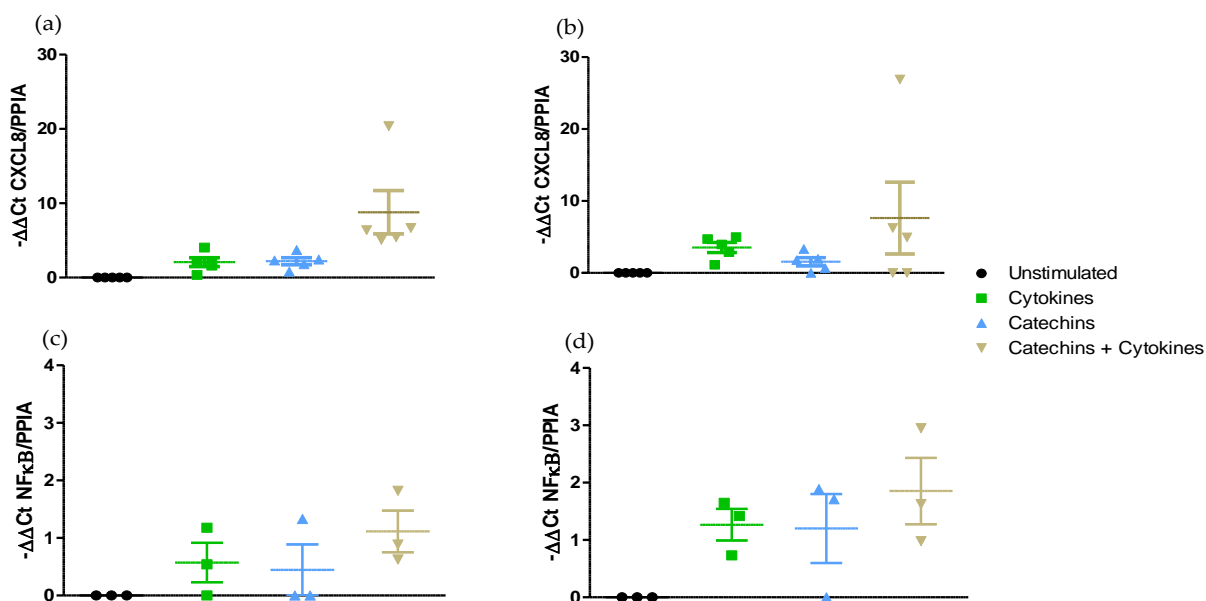 (a)
-ΔΔCt CXCL8/PPIA
30
20
10
0
(b)
-ΔΔCt CXCL8/PPIA
30
20
10
0
Unstimulated
Cytokines
Catechins
Catechins + Cytokines
(c)
-ΔΔCt NFκB/PPIA
4
3
2
1
0
(d)
-ΔΔCt NFκB/PPIA
4
3
2
1
0